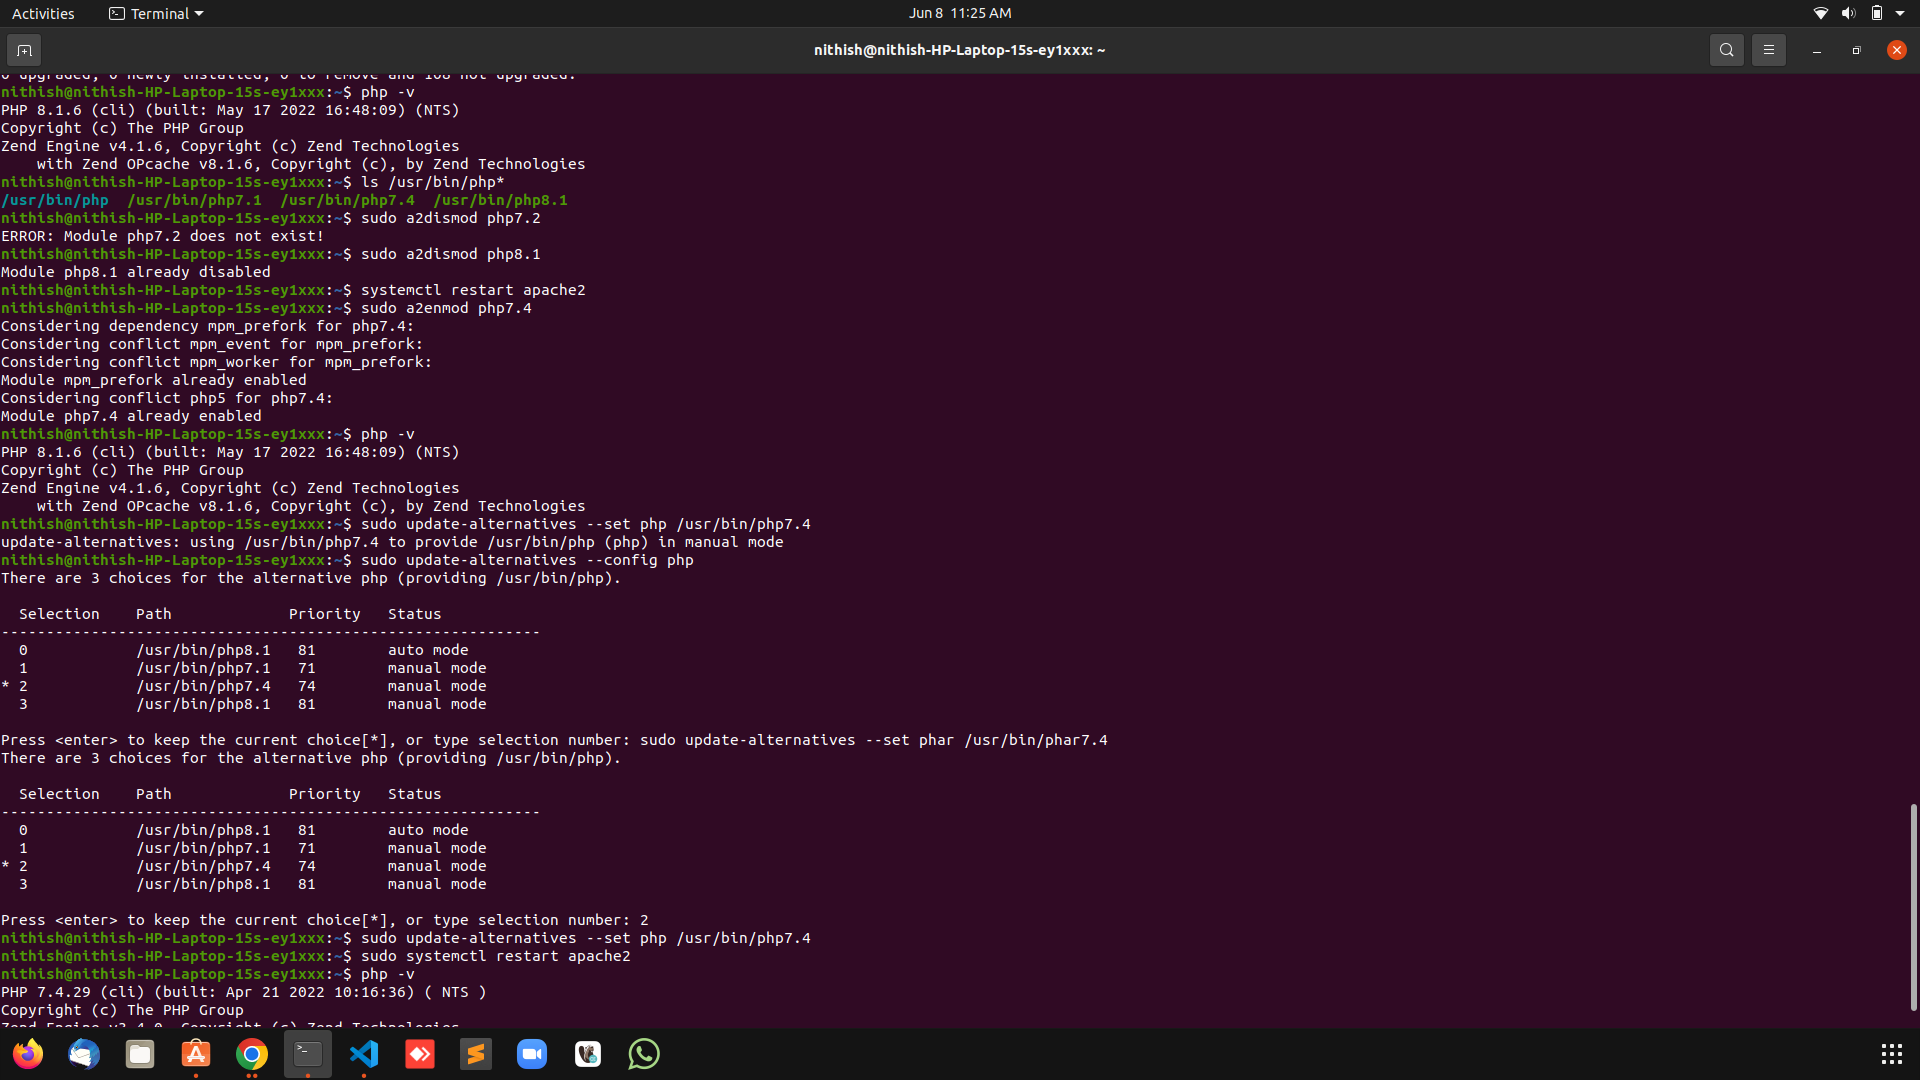 Activities
Terminal
Jun 8 11:25 AM
nithish@nithish-HP-Laptop-15s-ey1xxx: ~
0 upgraded, 0 newly installed, 0 to remove and 108 not upgraded.
nithish@nithish-HP-Laptop-15s-ey1xxx:~$ php -v
PHP 8.1.6 (cli) (built: May 17 2022 16:48:09) (NTS)
Copyright (c) The PHP Group
Zend Engine v4.1.6, Copyright (c) Zend Technologies
    with Zend OPcache v8.1.6, Copyright (c), by Zend Technologies
nithish@nithish-HP-Laptop-15s-ey1xxx:~$ ls /usr/bin/php*
/usr/bin/php  /usr/bin/php7.1  /usr/bin/php7.4  /usr/bin/php8.1
nithish@nithish-HP-Laptop-15s-ey1xxx:~$ sudo a2dismod php7.2
ERROR: Module php7.2 does not exist!
nithish@nithish-HP-Laptop-15s-ey1xxx:~$ sudo a2dismod php8.1
Module php8.1 already disabled
nithish@nithish-HP-Laptop-15s-ey1xxx:~$ systemctl restart apache2
nithish@nithish-HP-Laptop-15s-ey1xxx:~$ sudo a2enmod php7.4
Considering dependency mpm_prefork for php7.4:
Considering conflict mpm_event for mpm_prefork:
Considering conflict mpm_worker for mpm_prefork:
Module mpm_prefork already enabled
Considering conflict php5 for php7.4:
Module php7.4 already enabled
nithish@nithish-HP-Laptop-15s-ey1xxx:~$ php -v
PHP 8.1.6 (cli) (built: May 17 2022 16:48:09) (NTS)
Copyright (c) The PHP Group
Zend Engine v4.1.6, Copyright (c) Zend Technologies
    with Zend OPcache v8.1.6, Copyright (c), by Zend Technologies
nithish@nithish-HP-Laptop-15s-ey1xxx:~$ sudo update-alternatives --set php /usr/bin/php7.4
update-alternatives: using /usr/bin/php7.4 to provide /usr/bin/php (php) in manual mode
nithish@nithish-HP-Laptop-15s-ey1xxx:~$ sudo update-alternatives --config php
There are 3 choices for the alternative php (providing /usr/bin/php).
  Selection    Path             Priority   Status
------------------------------------------------------------
  0            /usr/bin/php8.1   81        auto mode
  1            /usr/bin/php7.1   71        manual mode
* 2            /usr/bin/php7.4   74        manual mode
  3            /usr/bin/php8.1   81        manual mode
Press <enter> to keep the current choice[*], or type selection number: sudo update-alternatives --set phar /usr/bin/phar7.4
There are 3 choices for the alternative php (providing /usr/bin/php).
  Selection    Path             Priority   Status
------------------------------------------------------------
  0            /usr/bin/php8.1   81        auto mode
  1            /usr/bin/php7.1   71        manual mode
* 2            /usr/bin/php7.4   74        manual mode
  3            /usr/bin/php8.1   81        manual mode
Press <enter> to keep the current choice[*], or type selection number: 2
nithish@nithish-HP-Laptop-15s-ey1xxx:~$ sudo update-alternatives --set php /usr/bin/php7.4
nithish@nithish-HP-Laptop-15s-ey1xxx:~$ sudo systemctl restart apache2
nithish@nithish-HP-Laptop-15s-ey1xxx:~$ php -v
PHP 7.4.29 (cli) (built: Apr 21 2022 10:16:36) ( NTS )
Copyright (c) The PHP Group
Zend Engine v3.4.0, Copyright (c) Zend Technologies